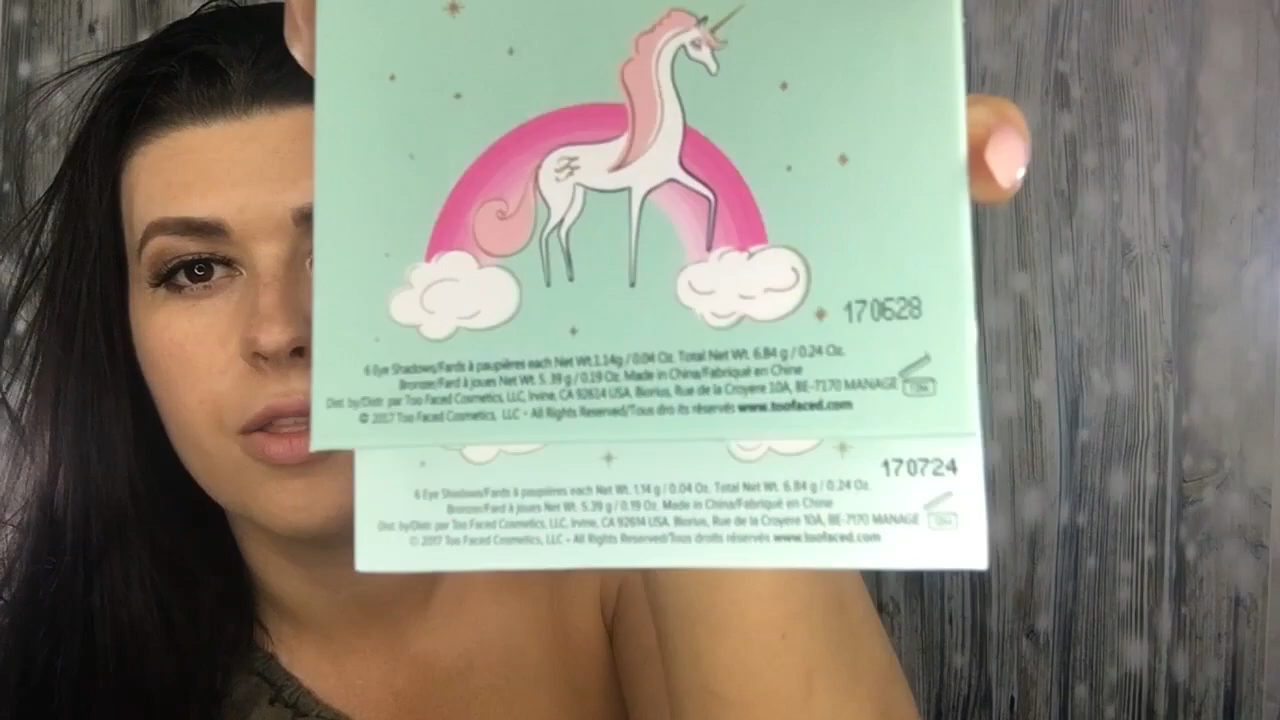 170628
6 Eye Shadows/Fards à paupières each Net Wt.1.14g / 0.04 Oz. Total Net Wt. 6.84 g / 0.24 Oz.
Bronzer/Fard à joues Net Wt. 5. 39 g / 0.19 Oz. Made in China/Fabriqué en Chine
Dist. by/Distr. par Too Faced Cosmetics, LLC, Irvine, CA 92614 USA. Biorius, Rue de la Croyere 10A, BE-7170 MANAGE
© 2017 Too Faced Cosmetics, LLC - All Rights Reserved/Tous dro its réservés www.toofaced.com
170724
6 Eye Shadows/Fards à paupières each Net Wt. 1.14 g / 0.04 Oz. Total Net Wt. 6.84 g / 0.24 Oz.
Bronzer/Fard à joues Net Wt. 5.39 g / 0.19 Oz. Made in China/Fabriqué en Chine
Dist. by/Distr. par Too Faced Cosmetics, LLC, Irvine, CA 92614 USA. Biorius, Rue de la Croyere 10A, BE-7170 MANAGE
© 2017 Too Faced Cosmetics, LLC - All Rights Reserved/Tous droits réservés www.toofaced.com